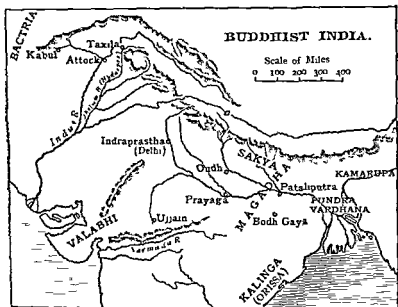 BUDDHIST INDIA.
Scale of Miles
0 100 200 300 400
BACTRIA
Kabul
Taxila
Attock
Indus R
Indraprastha
(Delhi)
SAKYA
Oudh
MAGADHA
KAMARUPA
Pataliputra
Prayaga
PUNDRA
VARDHANA
Bodh Gaya
Ujjain
VALABHI
Narmada R
KALINGA
(ORISSA)